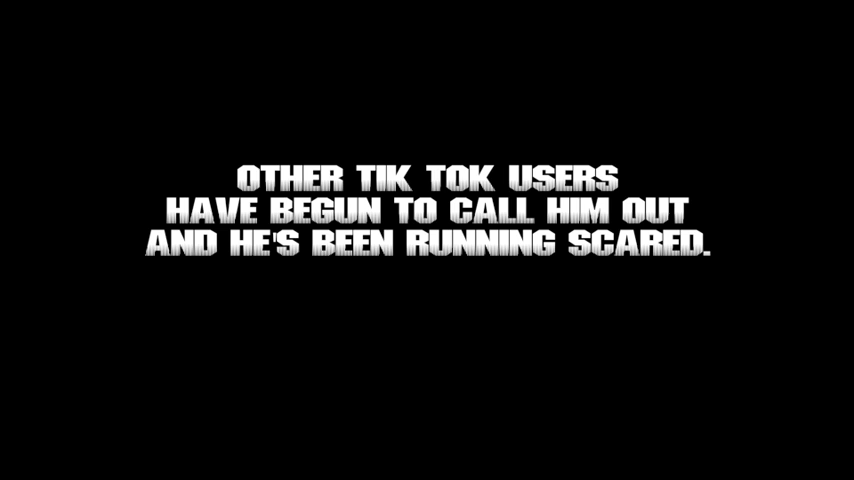 OTHER TIK TOK USERS
HAVE BEGUN TO CALL HIM OUT
AND HE'S BEEN RUNNING SCARED.